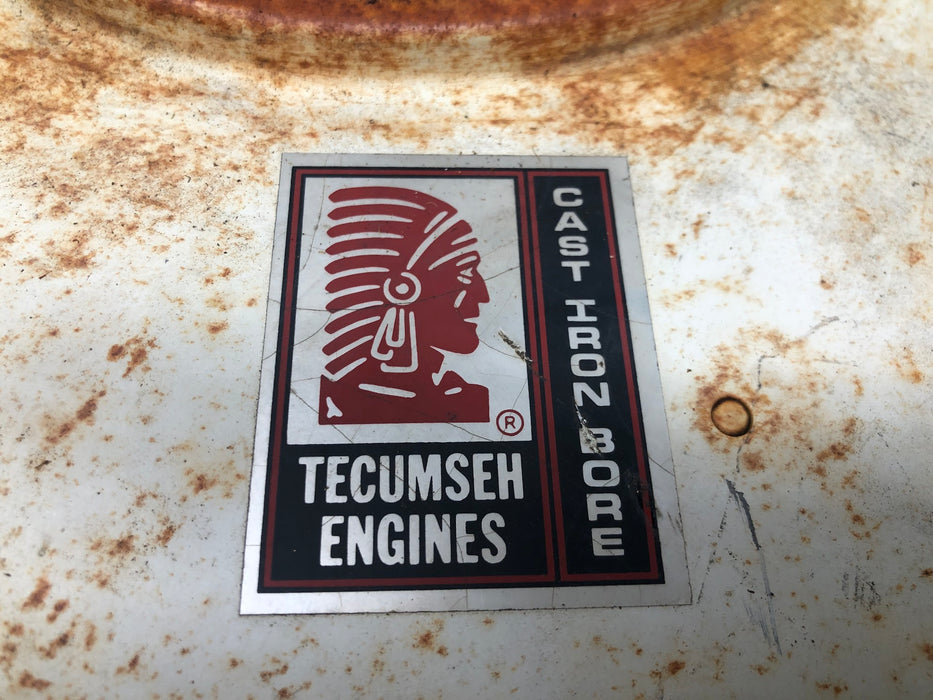 ®
TECUMSEH
ENGINES
CAST IRON BORE